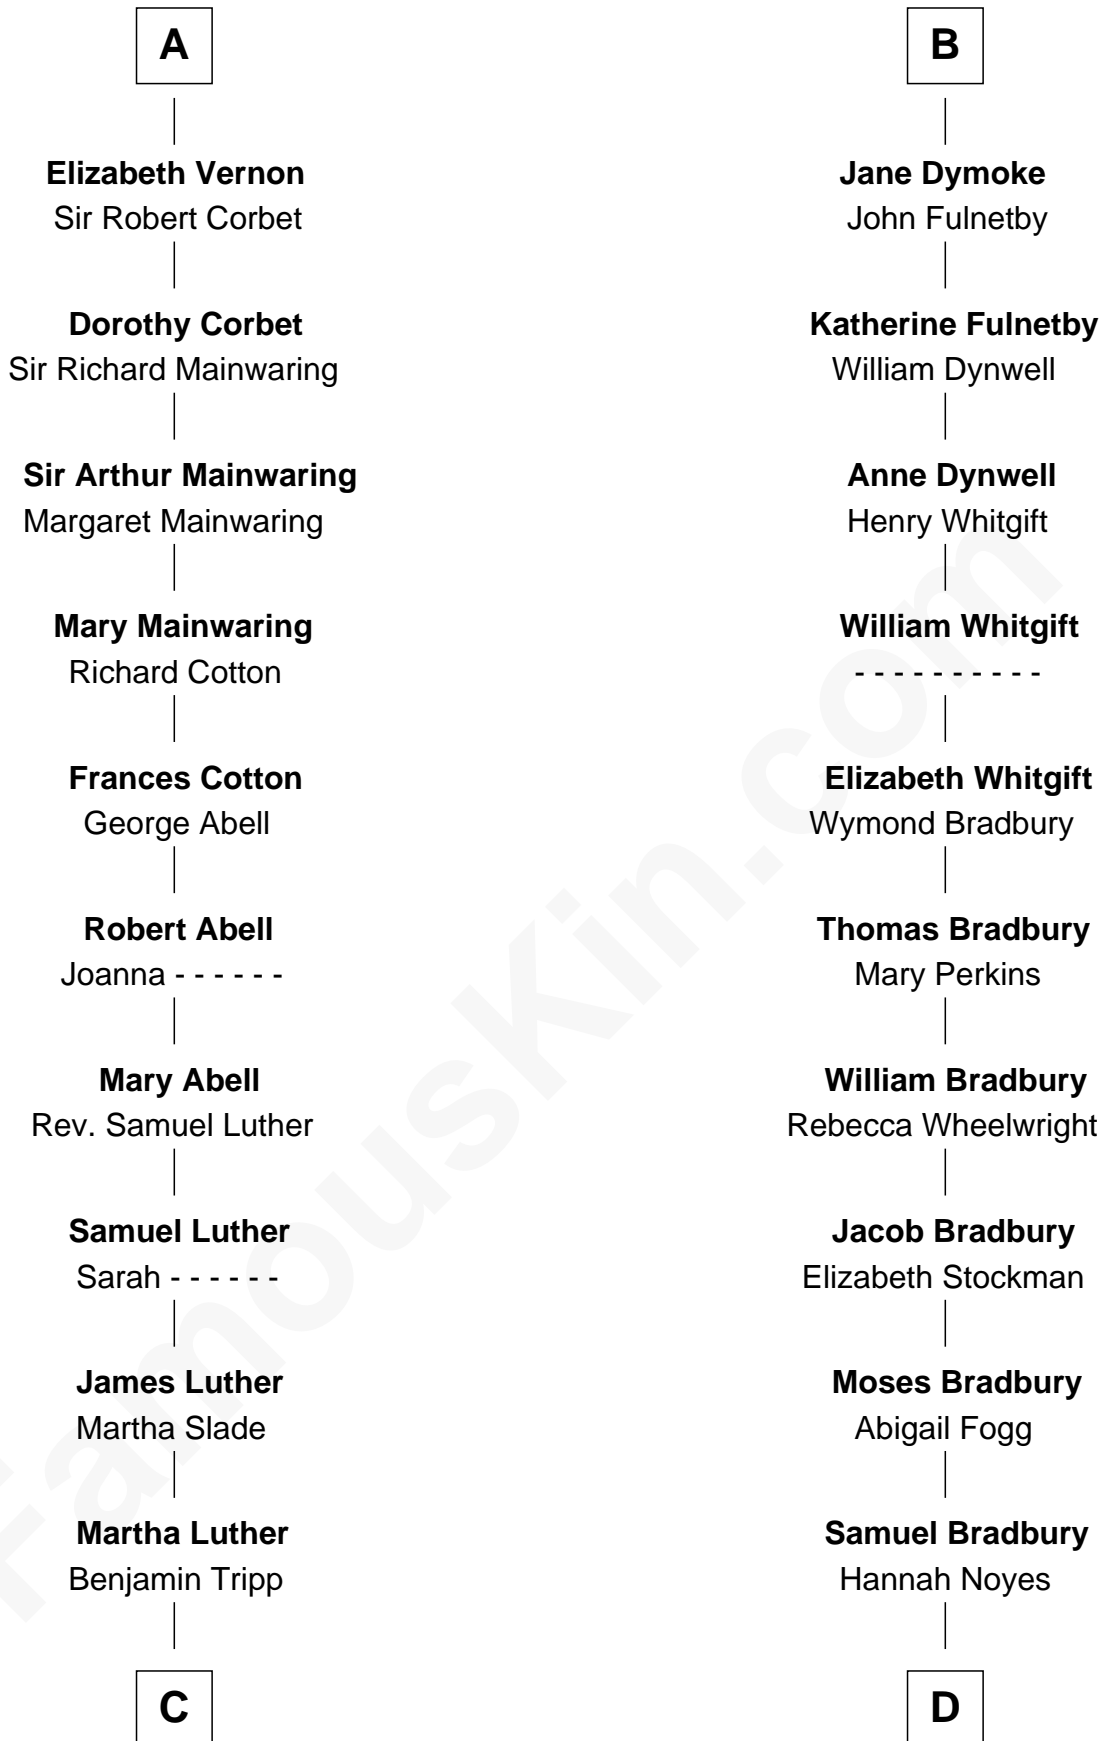 A
Elizabeth Vernon
Sir Robert Corbet
Dorothy Corbet
Sir Richard Mainwaring
Sir Arthur Mainwaring
Margaret Mainwaring
Mary Mainwaring
Richard Cotton
Frances Cotton
George Abell
Robert Abell
Joanna - - - - - -
Mary Abell
Rev. Samuel Luther
Samuel Luther
Sarah - - - - - -
James Luther
Martha Slade
Martha Luther
Benjamin Tripp
C
B
Jane Dymoke
John Fulnetby
Katherine Fulnetby
William Dynwell
Anne Dynwell
Henry Whitgift
William Whitgift
- - - - - - - - - -
Elizabeth Whitgift
Wymond Bradbury
Thomas Bradbury
Mary Perkins
William Bradbury
Rebecca Wheelwright
Jacob Bradbury
Elizabeth Stockman
Moses Bradbury
Abigail Fogg
Samuel Bradbury
Hannah Noyes
D
FamousKin.com